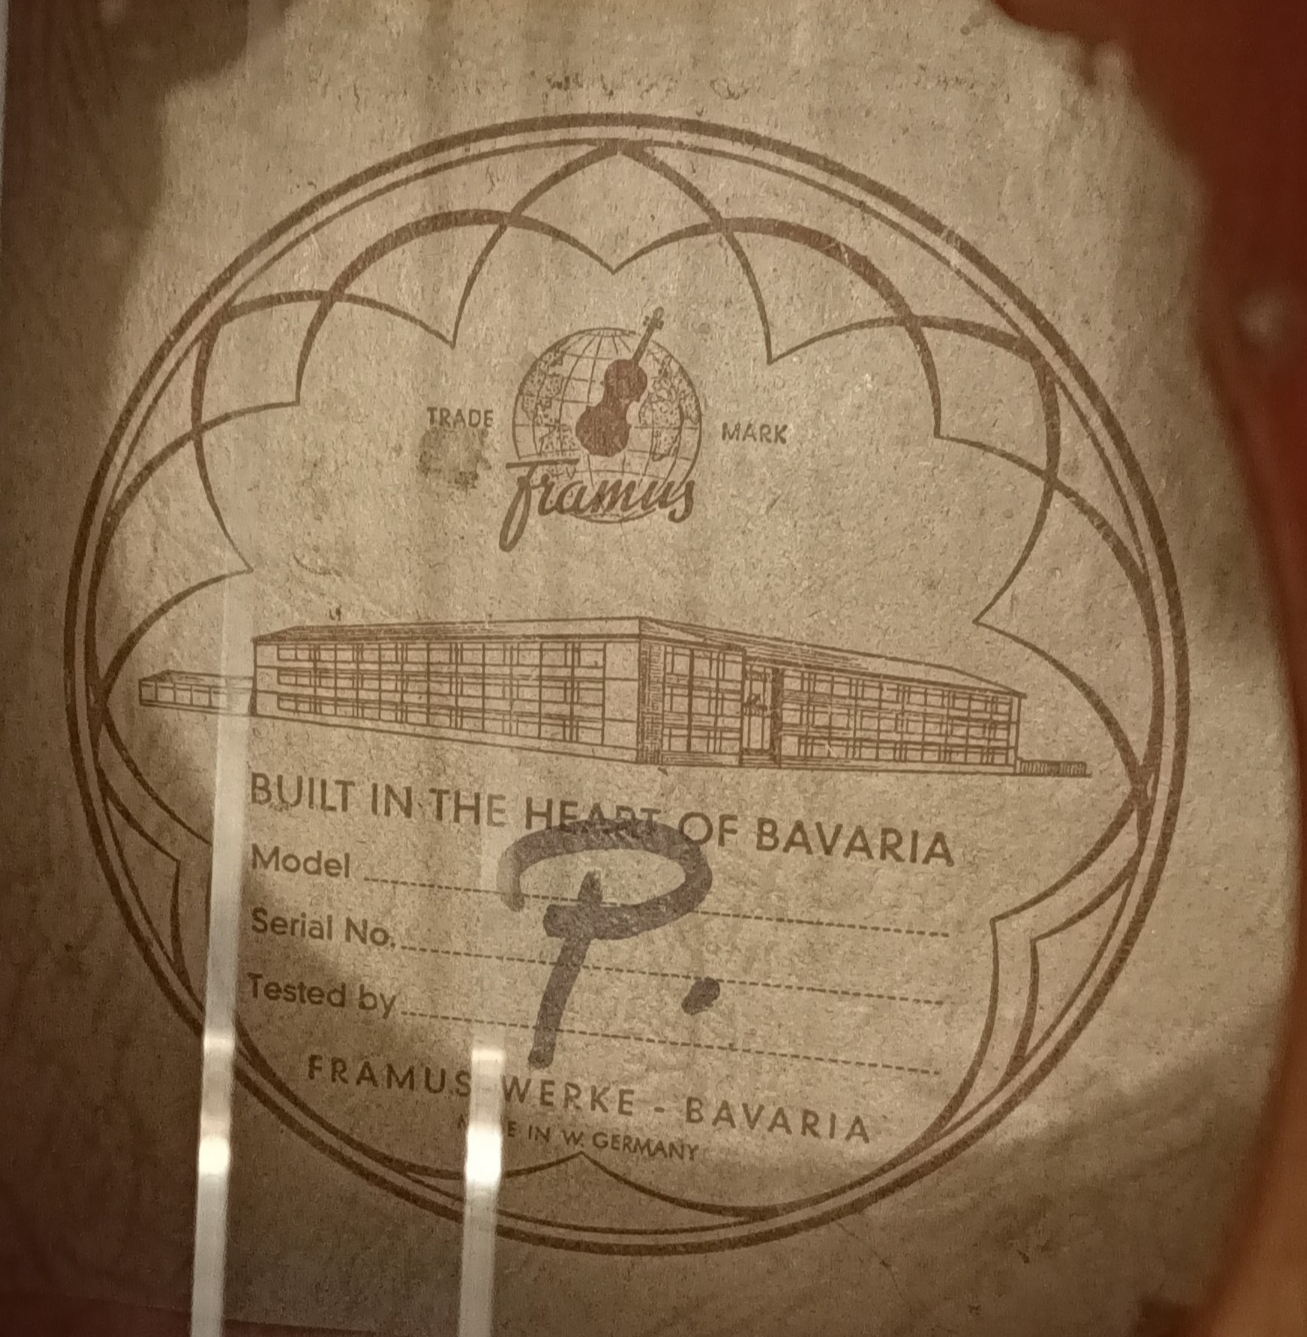 TRADE MARK
Framus
BUILT IN THE HEART OF BAVARIA
Model
P.
Serial No.
Tested by
FRAMUS-WERKE - BAVARIA
MADE IN W. GERMANY